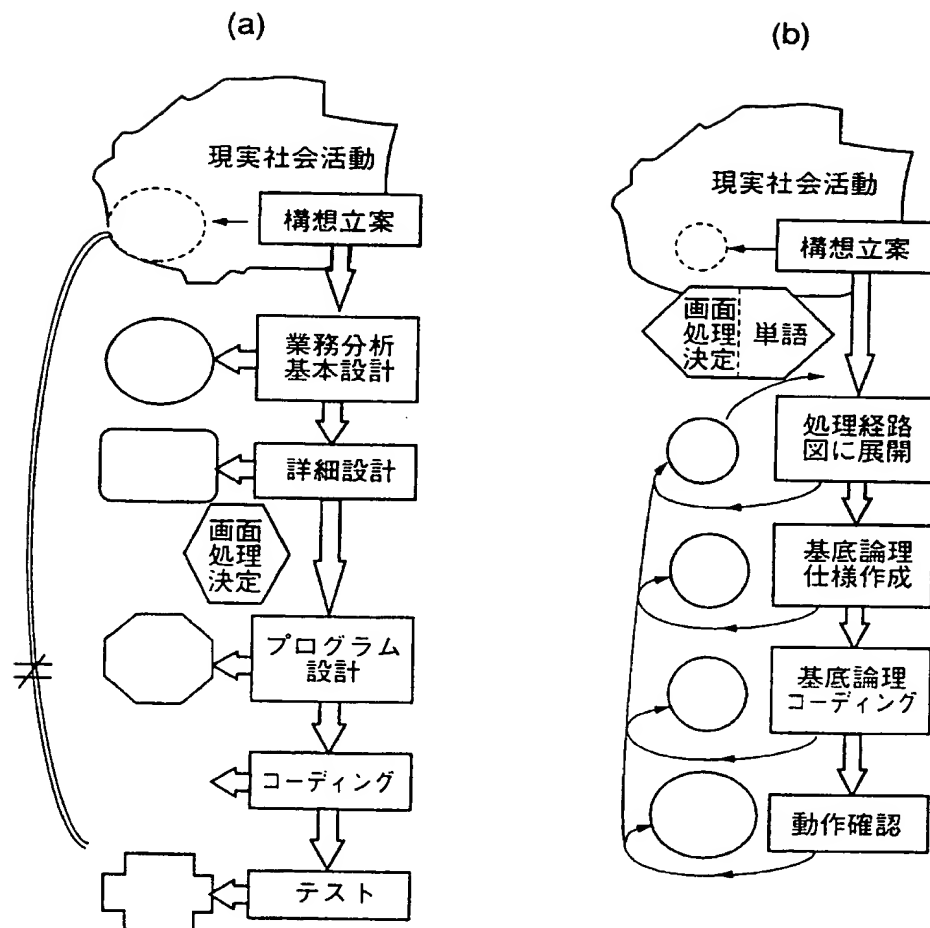 (a)
現実社会活動
構想立案
業務分析
基本設計
詳細設計
画面
処理
決定
プログラム
設計
コーディング
テスト
(b)
現実社会活動
構想立案
画面
処理
決定
単語
処理経路
図に展開
基底論理
仕様作成
基底論理
コーディング
動作確認